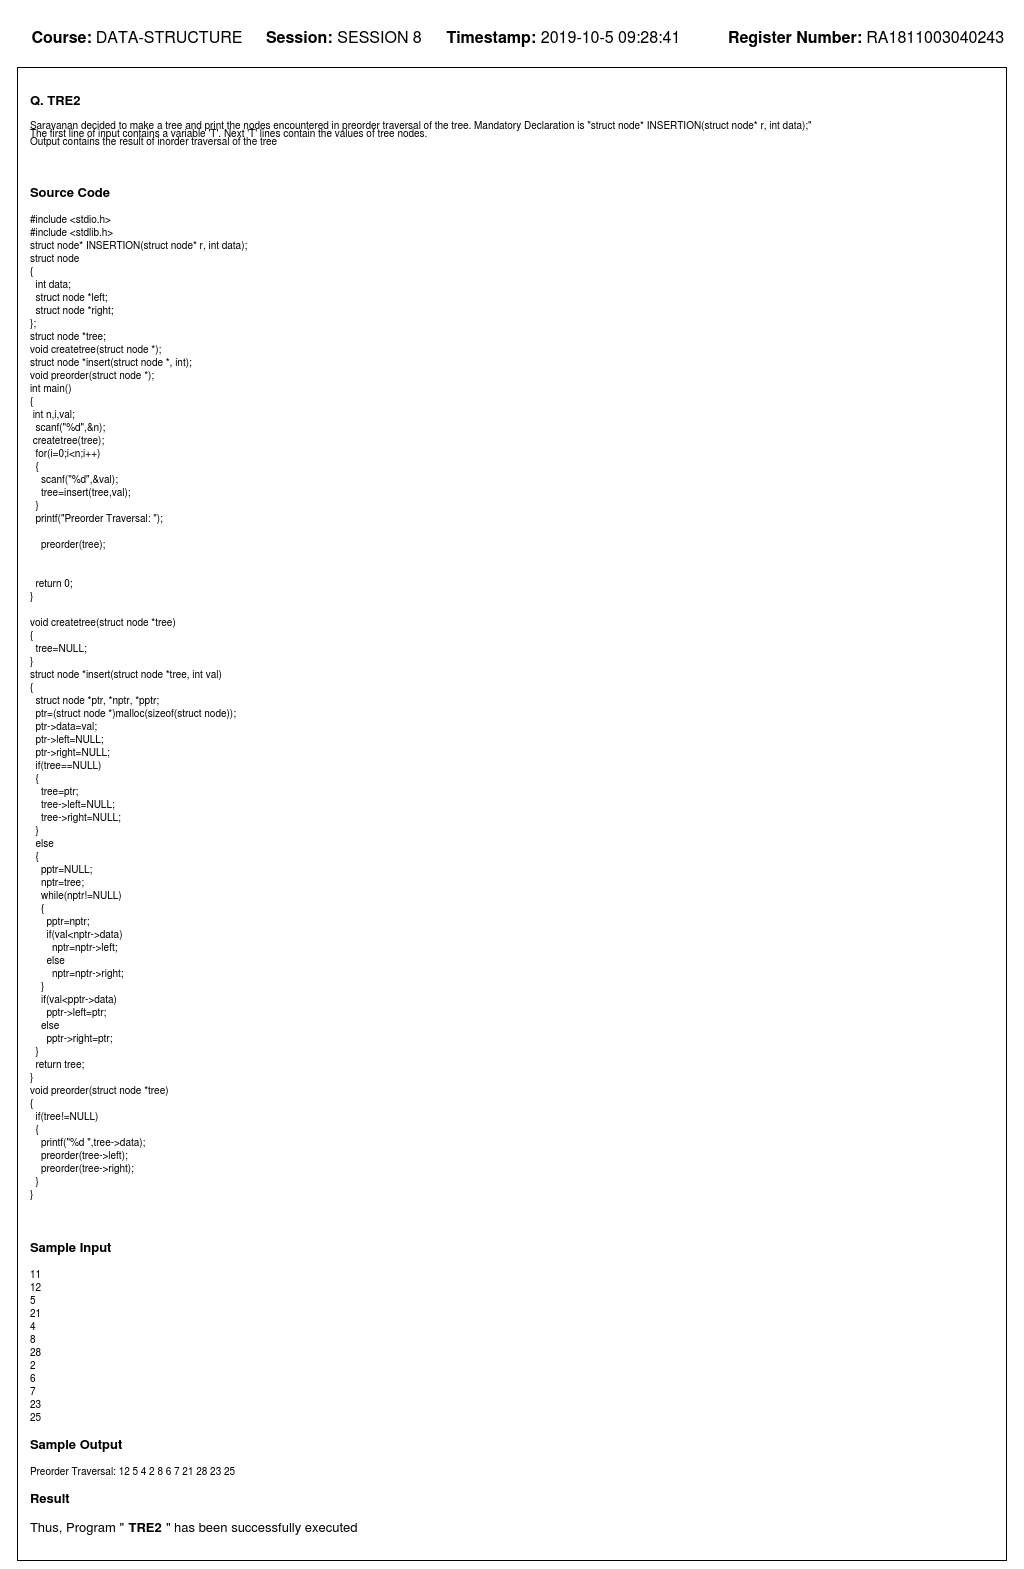 Course: DATA-STRUCTURE Session: SESSION 8 Timestamp: 2019-10-5 09:28:41 Register Number: RA1811003040243
Q. TRE2
Saravanan decided to make a tree and print the nodes encountered in preorder traversal of the tree. Mandatory Declaration is "struct node* INSERTION(struct node* r, int data);"
The first line of input contains a variable 'T'. Next 'T' lines contain the values of tree nodes.
Output contains the result of inorder traversal of the tree
Source Code
#include <stdio.h>
#include <stdlib.h>
struct node* INSERTION(struct node* r, int data);
struct node
{
int data;
struct node *left;
struct node *right;
};
struct node *tree;
void createtree(struct node *);
struct node *insert(struct node *, int);
void preorder(struct node *);
int main()
{
int n,i,val;
scanf("%d",&n);
createtree(tree);
for(i=0;i<n;i++)
{
scanf("%d",&val);
tree=insert(tree,val);
}
printf("Preorder Traversal: ");
preorder(tree);
return 0;
}
void createtree(struct node *tree)
{
tree=NULL;
}
struct node *insert(struct node *tree, int val)
{
struct node *ptr, *nptr, *pptr;
ptr=(struct node *)malloc(sizeof(struct node));
ptr->data=val;
ptr->left=NULL;
ptr->right=NULL;
if(tree==NULL)
{
tree=ptr;
tree->left=NULL;
tree->right=NULL;
}
else
{
pptr=NULL;
nptr=tree;
while(nptr!=NULL)
{
pptr=nptr;
if(val<nptr->data)
nptr=nptr->left;
else
nptr=nptr->right;
}
if(val<pptr->data)
pptr->left=ptr;
else
pptr->right=ptr;
}
return tree;
}
void preorder(struct node *tree)
{
if(tree!=NULL)
{
printf("%d ",tree->data);
preorder(tree->left);
preorder(tree->right);
}
}
Sample Input
11
12
5
21
4
8
28
2
6
7
23
25
Sample Output
Preorder Traversal: 12 5 4 2 8 6 7 21 28 23 25
Result
Thus, Program " TRE2 " has been successfully executed